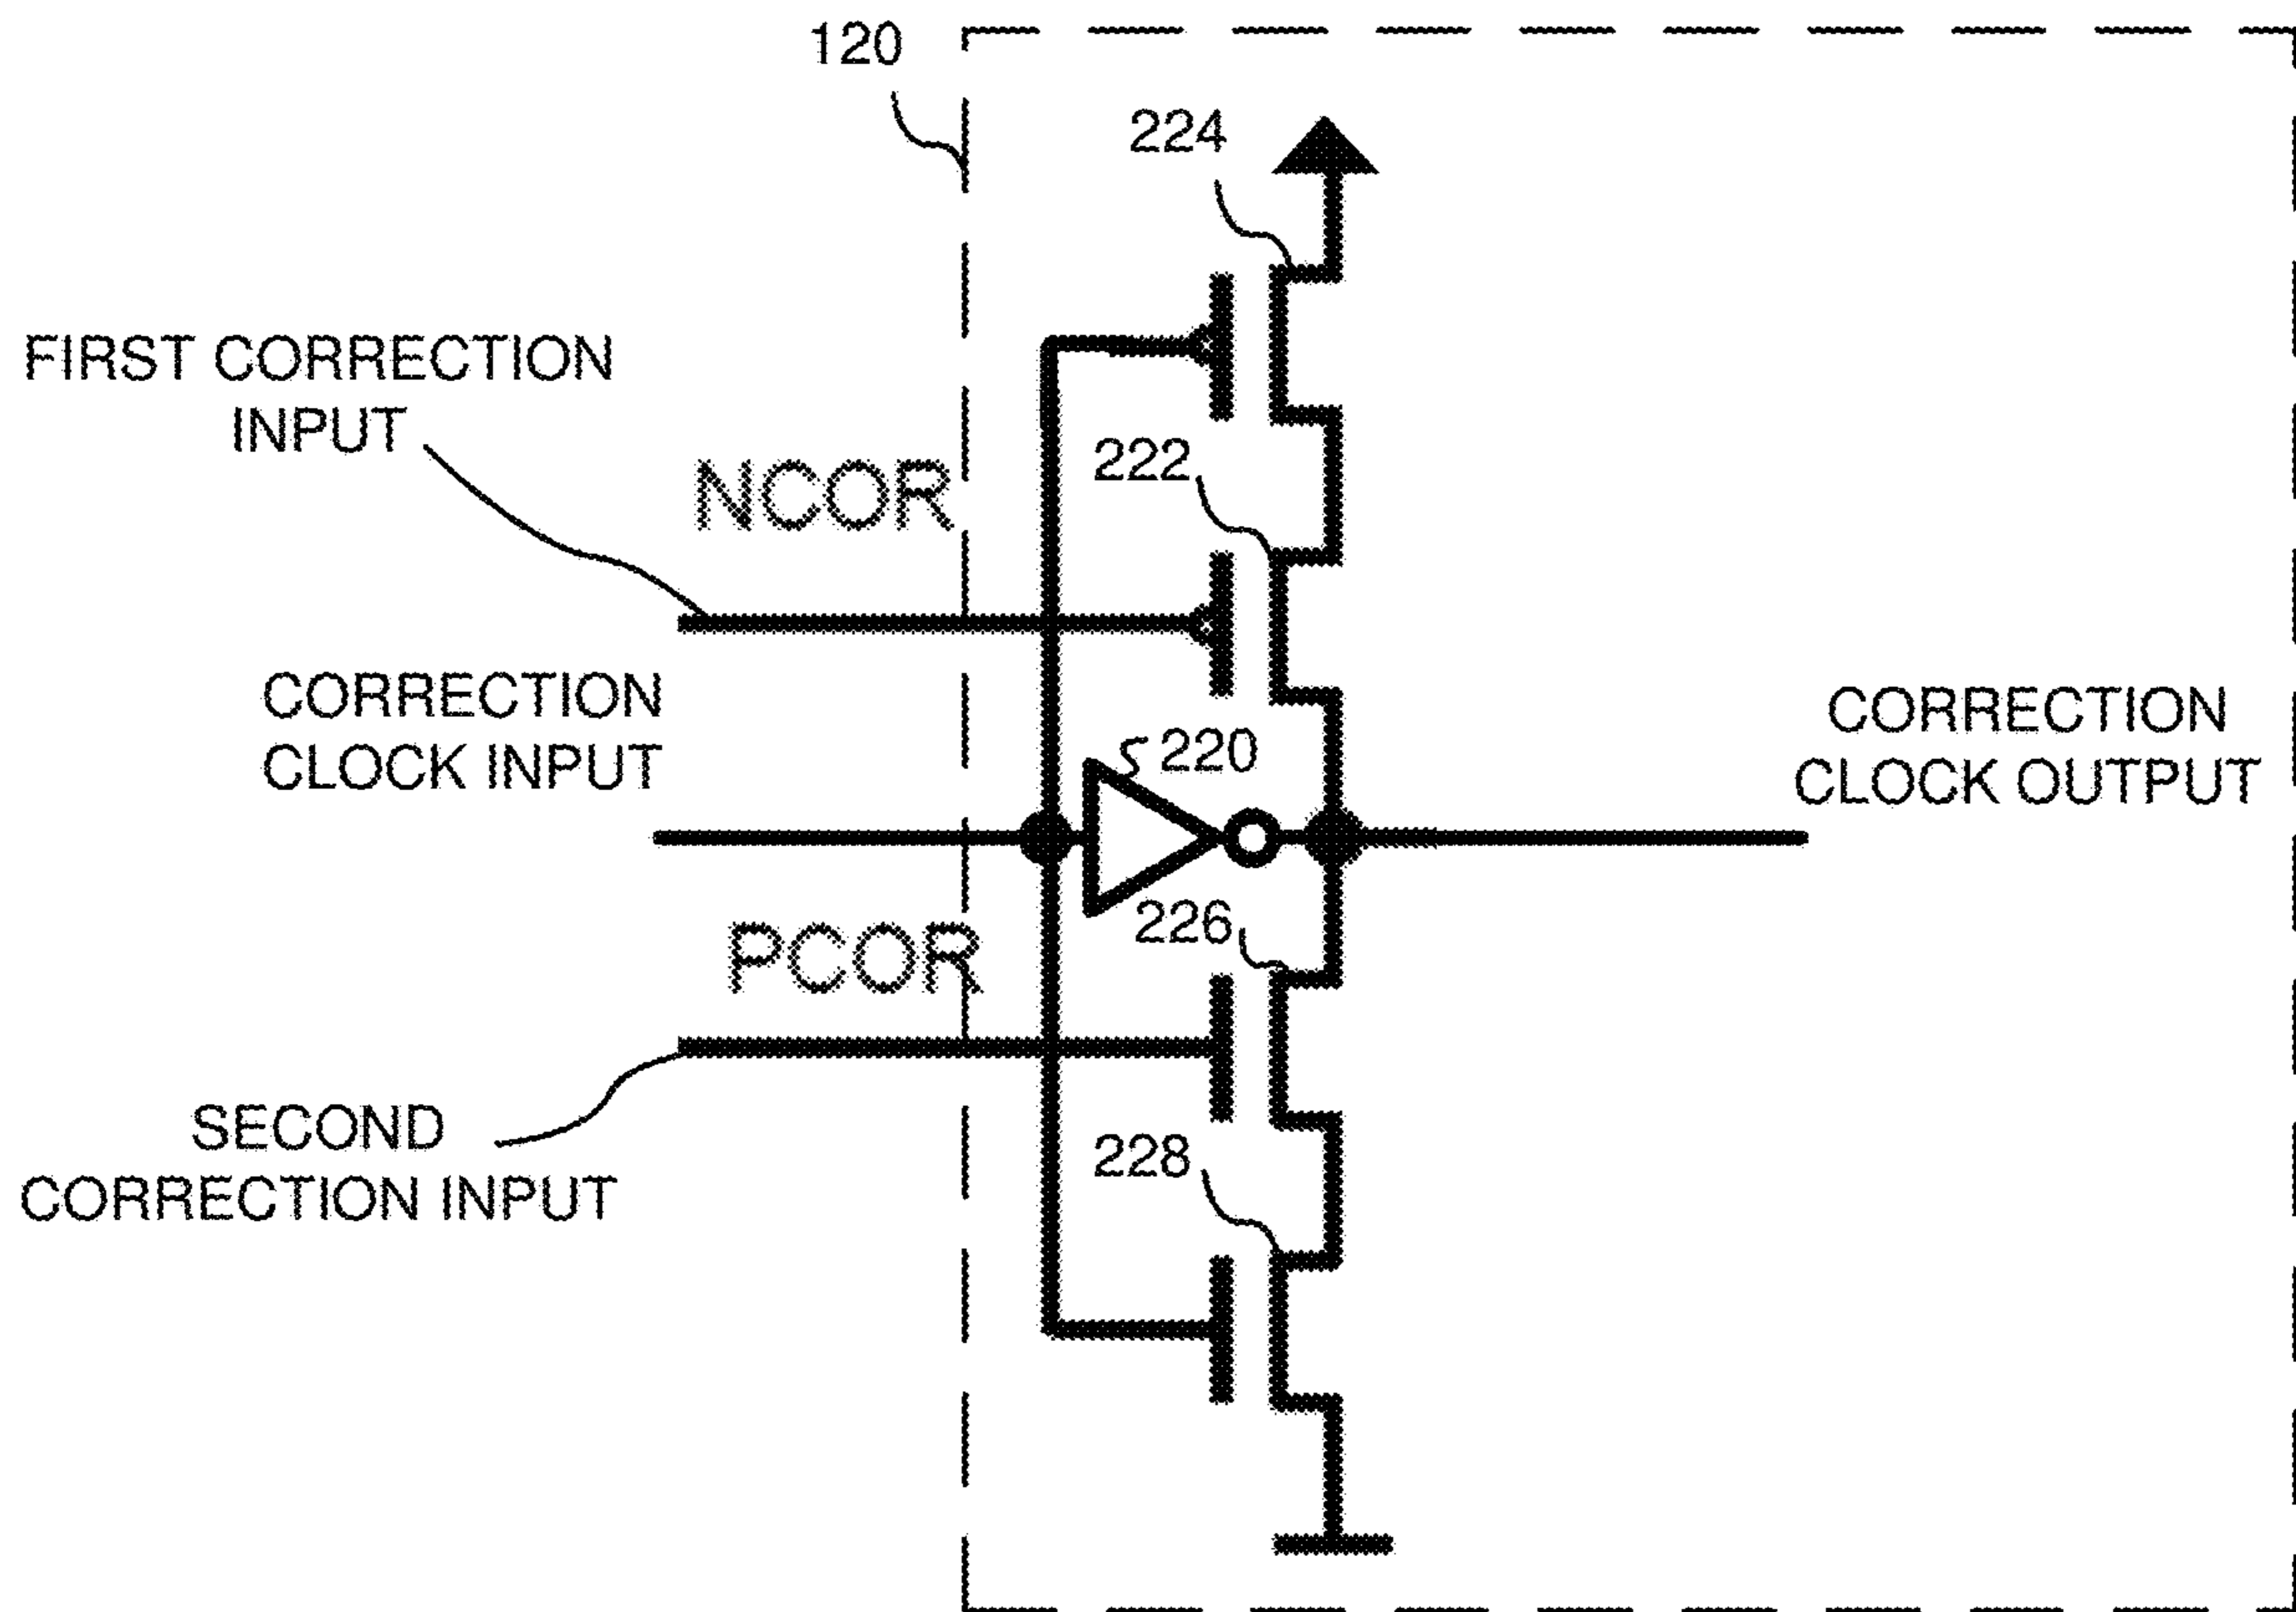 120
224
FIRST CORRECTION
INPUT
NCOR
222
CORRECTION
CLOCK INPUT
220
CORRECTION
CLOCK OUTPUT
226
PCOR
SECOND
CORRECTION INPUT
228